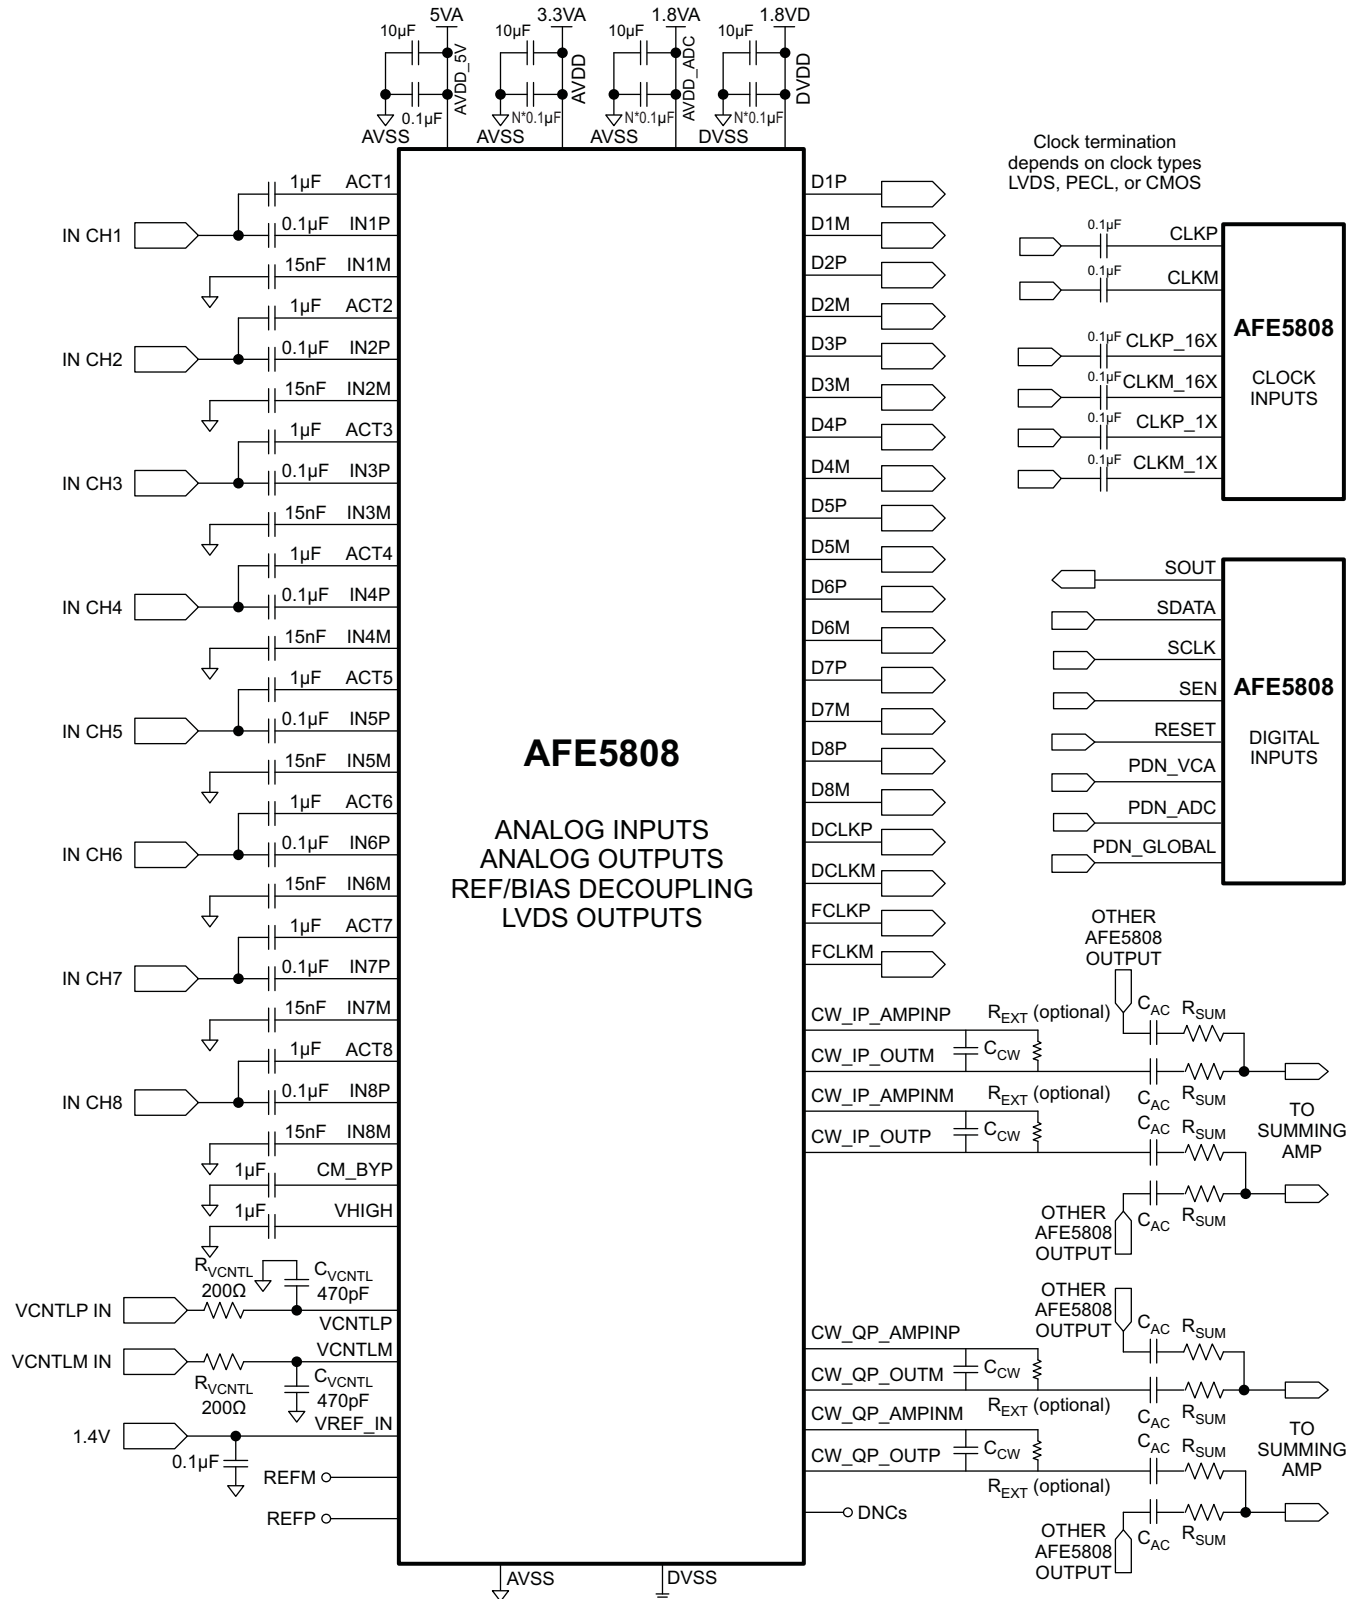 5VA
3.3VA
1.8VA
1.8VD
10µF
10µF
10µF
10µF
AVDD_5V
AVDD
AVDD_ADC
DVDD
0.1µF
N*0.1µF
N*0.1µF
N*0.1µF
AVSS
AVSS
AVSS
DVSS
IN CH1
1µF ACT1
0.1µF IN1P
15nF IN1M
IN CH2
1µF ACT2
0.1µF IN2P
15nF IN2M
IN CH3
1µF ACT3
0.1µF IN3P
15nF IN3M
IN CH4
1µF ACT4
0.1µF IN4P
15nF IN4M
IN CH5
1µF ACT5
0.1µF IN5P
15nF IN5M
IN CH6
1µF ACT6
0.1µF IN6P
15nF IN6M
IN CH7
1µF ACT7
0.1µF IN7P
15nF IN7M
IN CH8
1µF ACT8
0.1µF IN8P
15nF IN8M
1µF CM_BYP
1µF VHIGH
RVCNTL
200Ω
CVCNTL
470pF
VCNTLP IN
VCNTLP
VCNTLM IN
VCNTLM
RVCNTL
200Ω
CVCNTL
470pF
1.4V
VREF_IN
0.1µF
REFM
REFP
AFE5808
ANALOG INPUTS
ANALOG OUTPUTS
REF/BIAS DECOUPLING
LVDS OUTPUTS
AVSS
DVSS
D1P
D1M
D2P
D2M
D3P
D3M
D4P
D4M
D5P
D5M
D6P
D6M
D7P
D7M
D8P
D8M
DCLKP
DCLKM
FCLKP
FCLKM
CW_IP_AMPINP
REXT (optional)
CCW
CW_IP_OUTM
CW_IP_AMPINM
REXT (optional)
CCW
CW_IP_OUTP
OTHER
AFE5808
OUTPUT
CAC RSUM
CAC RSUM
CAC RSUM
CAC RSUM
OTHER
AFE5808
OUTPUT
TO
SUMMING
AMP
CW_QP_AMPINP
CCW
CW_QP_OUTM
REXT (optional)
CW_QP_AMPINM
CCW
CW_QP_OUTP
REXT (optional)
DNCs
OTHER
AFE5808
OUTPUT
CAC RSUM
CAC RSUM
CAC RSUM
CAC RSUM
OTHER
AFE5808
OUTPUT
TO
SUMMING
AMP
Clock termination
depends on clock types
LVDS, PECL, or CMOS
0.1µF CLKP
0.1µF CLKM
0.1µF CLKP_16X
0.1µF CLKM_16X
0.1µF CLKP_1X
0.1µF CLKM_1X
AFE5808
CLOCK
INPUTS
SOUT
SDATA
SCLK
SEN
RESET
PDN_VCA
PDN_ADC
PDN_GLOBAL
AFE5808
DIGITAL
INPUTS